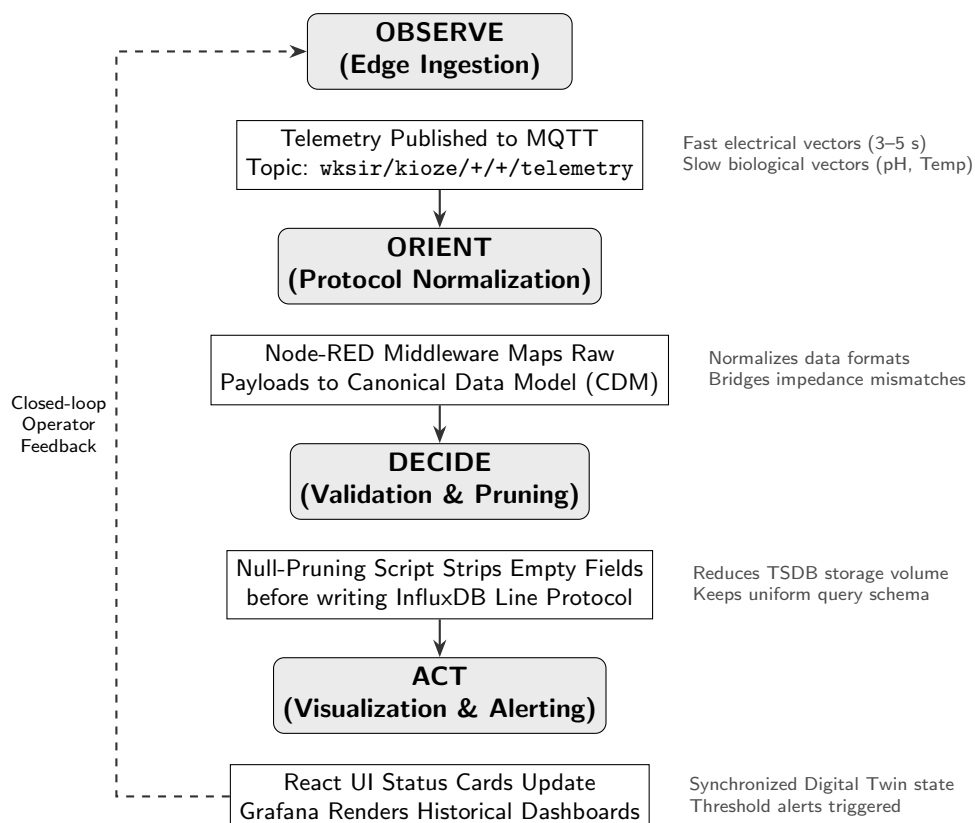 OBSERVE
(Edge Ingestion)
Telemetry Published to MQTT
Topic: wksir/kioze/+/+/telemetry
Fast electrical vectors (3–5 s)
Slow biological vectors (pH, Temp)
ORIENT
(Protocol Normalization)
Node-RED Middleware Maps Raw
Payloads to Canonical Data Model (CDM)
Normalizes data formats
Bridges impedance mismatches
Closed-loop
Operator
Feedback
DECIDE
(Validation & Pruning)
Null-Pruning Script Strips Empty Fields
before writing InfluxDB Line Protocol
Reduces TSDB storage volume
Keeps uniform query schema
ACT
(Visualization & Alerting)
React UI Status Cards Update
Grafana Renders Historical Dashboards
Synchronized Digital Twin state
Threshold alerts triggered